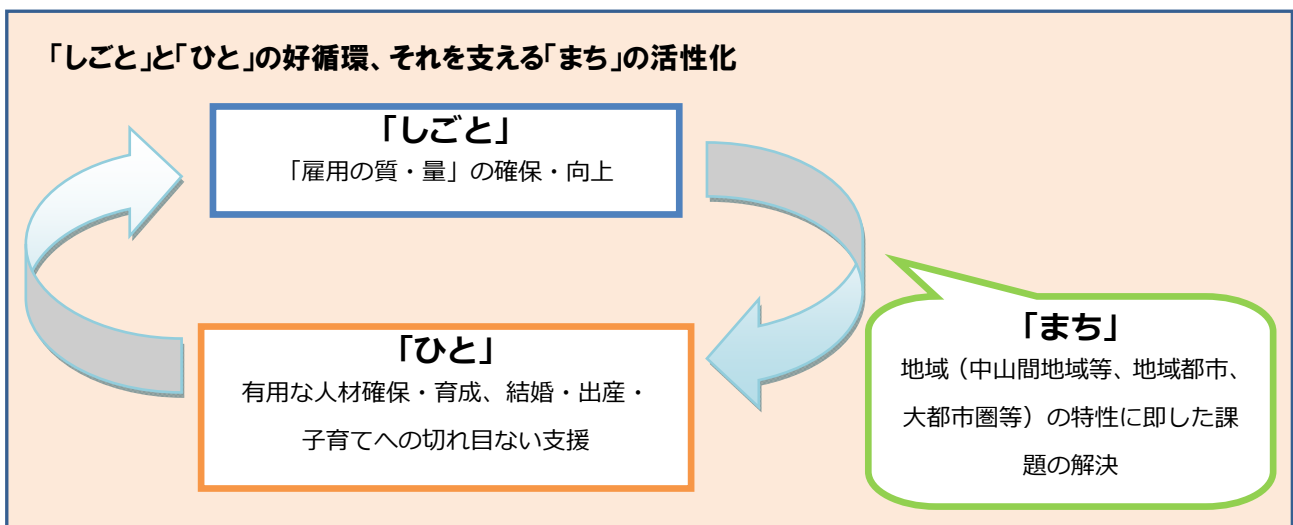 「しごと」と「ひと」の好循環、それを支える「まち」の活性化
「しごと」
「雇用の質・量」の確保・向上
「ひと」
有用な人材確保・育成、結婚・出産・
子育てへの切れ目ない支援
「まち」
地域（中山間地域等、地域都市、
大都市圏等）の特性に即した課
題の解決